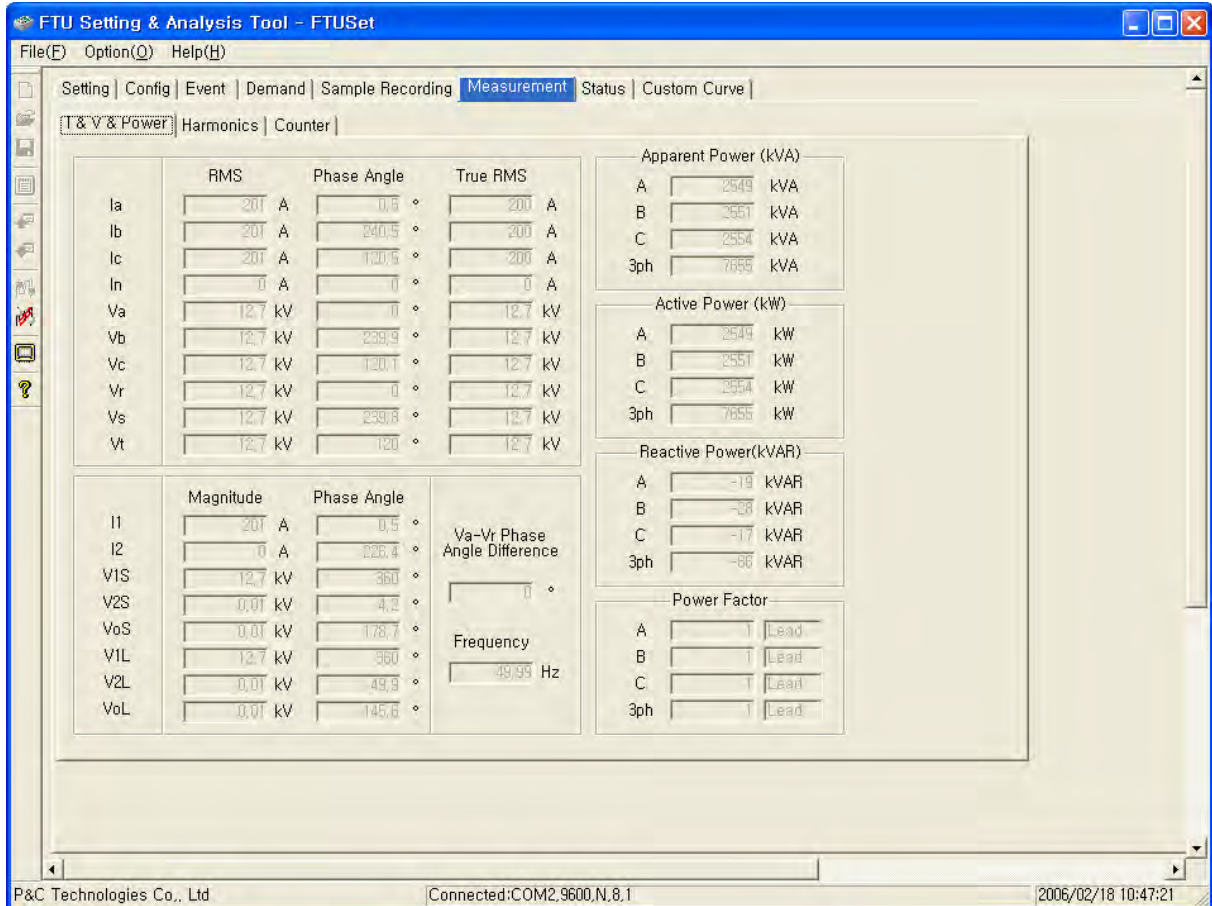 FTU Setting & Analysis Tool - FTUSet
File(F) Option(O) Help(H)
Setting Config Event Demand Sample Recording Measurement Status Custom Curve
I & V & Power Harmonics Counter
RMS Phase Angle True RMS
Ia 201 A 0,5 ° 200 A
Ib 201 A 240,5 ° 200 A
Ic 201 A 120,5 ° 200 A
In 0 A 0 ° 0 A
Va 12,7 kV 0 ° 12,7 kV
Vb 12,7 kV 239,9 ° 12,7 kV
Vc 12,7 kV 120,1 ° 12,7 kV
Vr 12,7 kV 0 ° 12,7 kV
Vs 12,7 kV 239,8 ° 12,7 kV
Vt 12,7 kV 120 ° 12,7 kV
Magnitude Phase Angle
I1 201 A 0,5 °
I2 0 A 226,4 °
V1S 12,7 kV 360 °
V2S 0,01 kV 4,2 °
VoS 0,01 kV 178,7 °
V1L 12,7 kV 360 °
V2L 0,01 kV 49,9 °
VoL 0,01 kV 145,6 °
Va-Vr Phase
Angle Difference
0 °
Frequency
49,99 Hz
Apparent Power (kVA)
A 2549 kVA
B 2551 kVA
C 2554 kVA
3ph 7655 kVA
Active Power (kW)
A 2549 kW
B 2551 kW
C 2554 kW
3ph 7655 kW
Reactive Power(kVAR)
A -19 kVAR
B -28 kVAR
C -17 kVAR
3ph kVAR
Power Factor
A 1 Lead
B 1 Lead
C 1 Lead
3ph 1 Lead
P&C Technologies Co,, Ltd
Connected:COM2,9600,N,8,1
2006/02/18 10:47:21